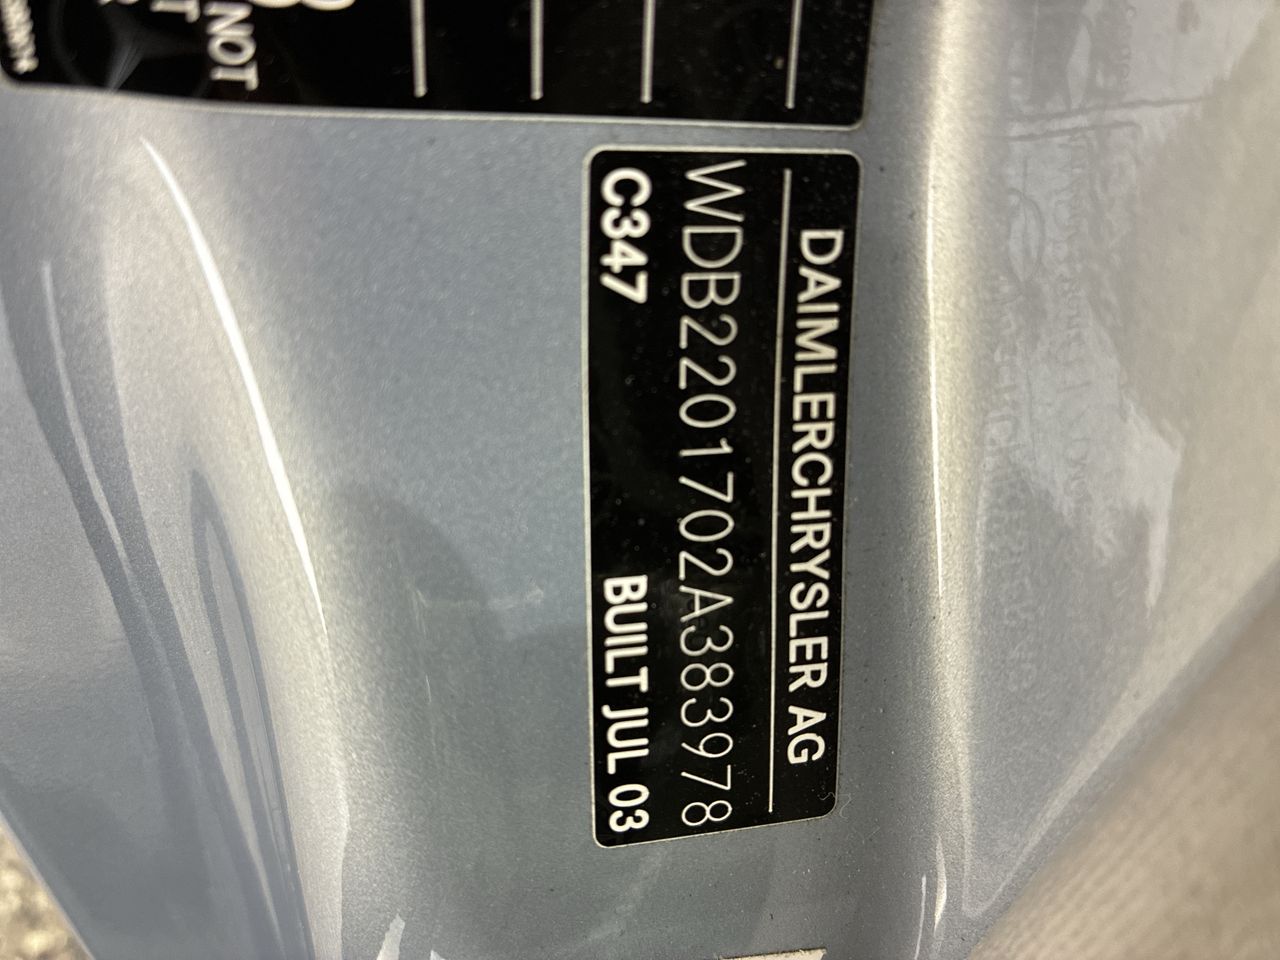 DAIMLERCHRYSLER AG
WDB2201702A383978
C347 BUILT JUL 03
NOT